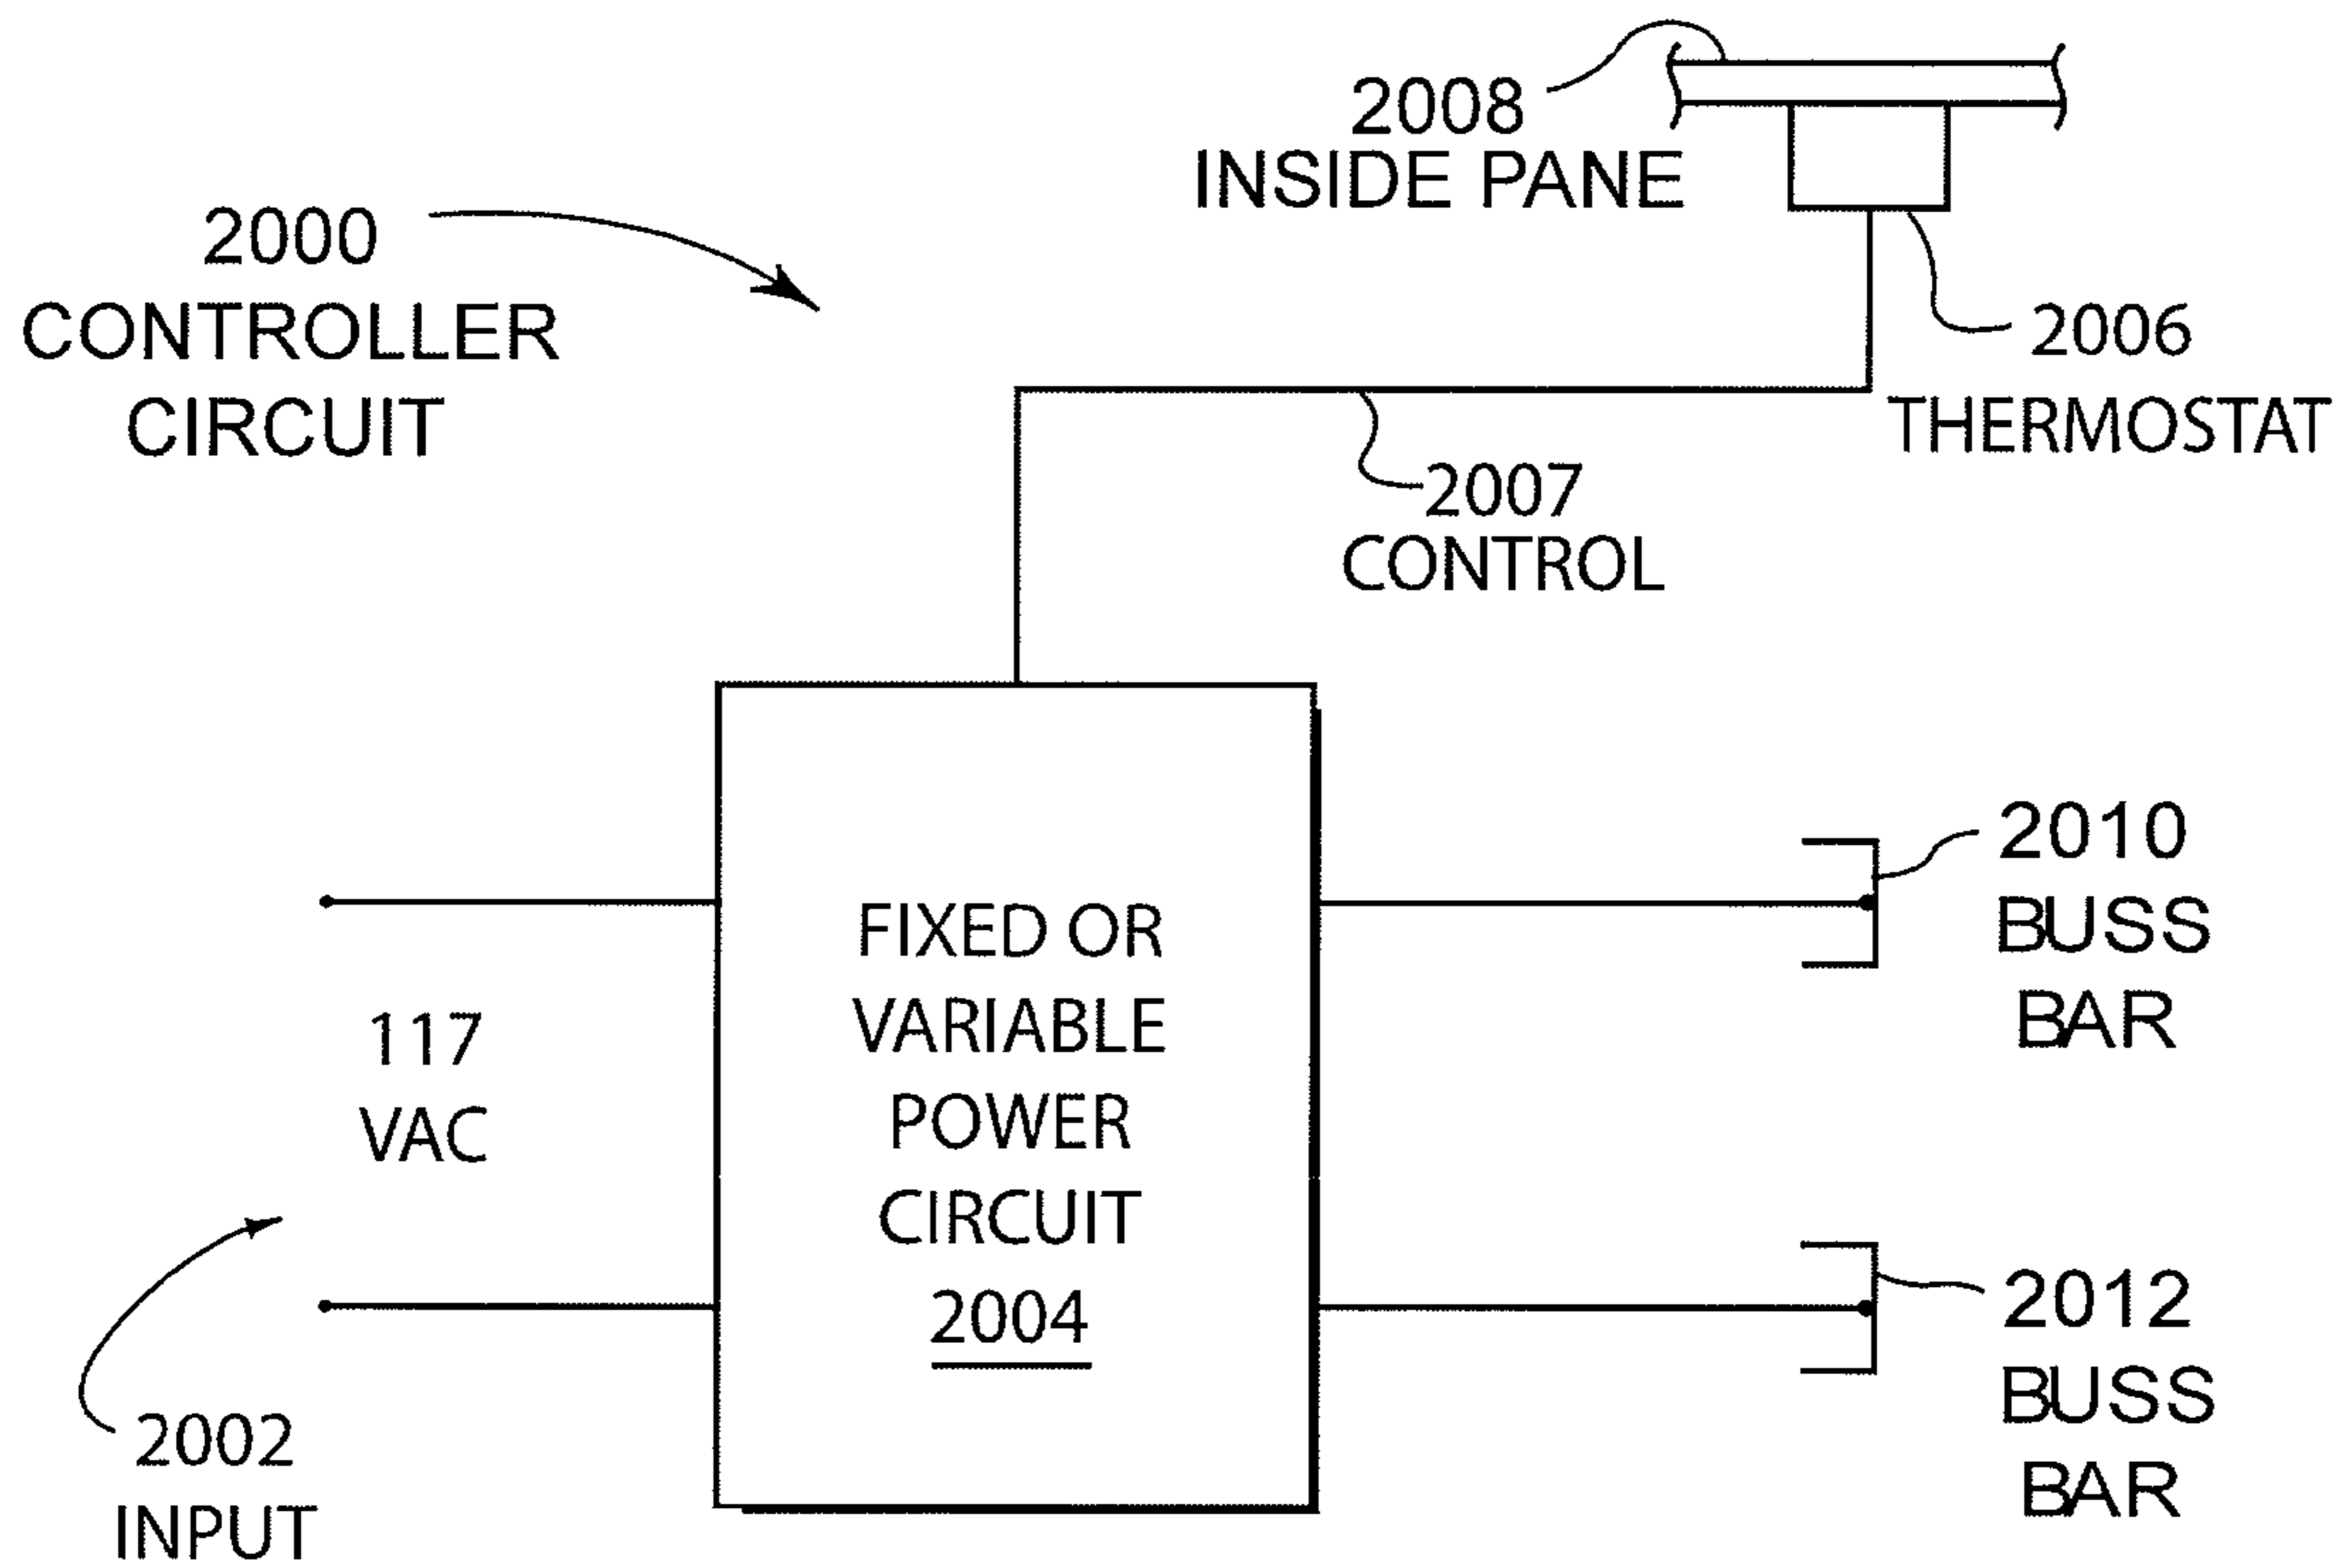 2008
INSIDE PANE
2000
CONTROLLER
CIRCUIT
2006
THERMOSTAT
2007
CONTROL
2010
BUSS
BAR
FIXED OR
VARIABLE
POWER
CIRCUIT
2004
117
VAC
2012
BUSS
BAR
2002
INPUT